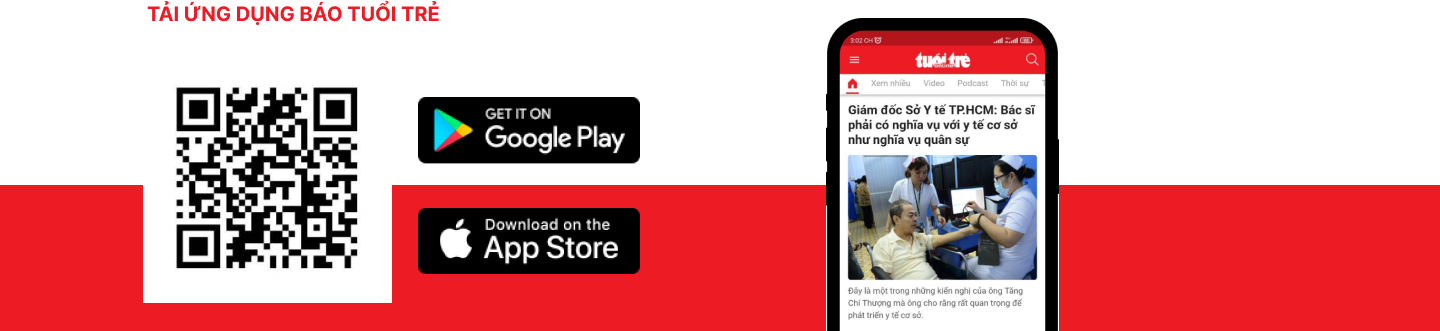 TẢI ỨNG DỤNG BÁO TUỔI TRẺ
GET IT ON
Google Play
Download on the
App Store
3:02 CH
tuổi trẻ
ONLINE
Xem nhiều Video Podcast Thời sự T
Giám đốc Sở Y tế TP.HCM: Bác sĩ
phải có nghĩa vụ với y tế cơ sở
như nghĩa vụ quân sự
Đây là một trong những kiến nghị của ông Tăng
Chí Thượng mà ông cho rằng rất quan trọng để
phát triển y tế cơ sở.